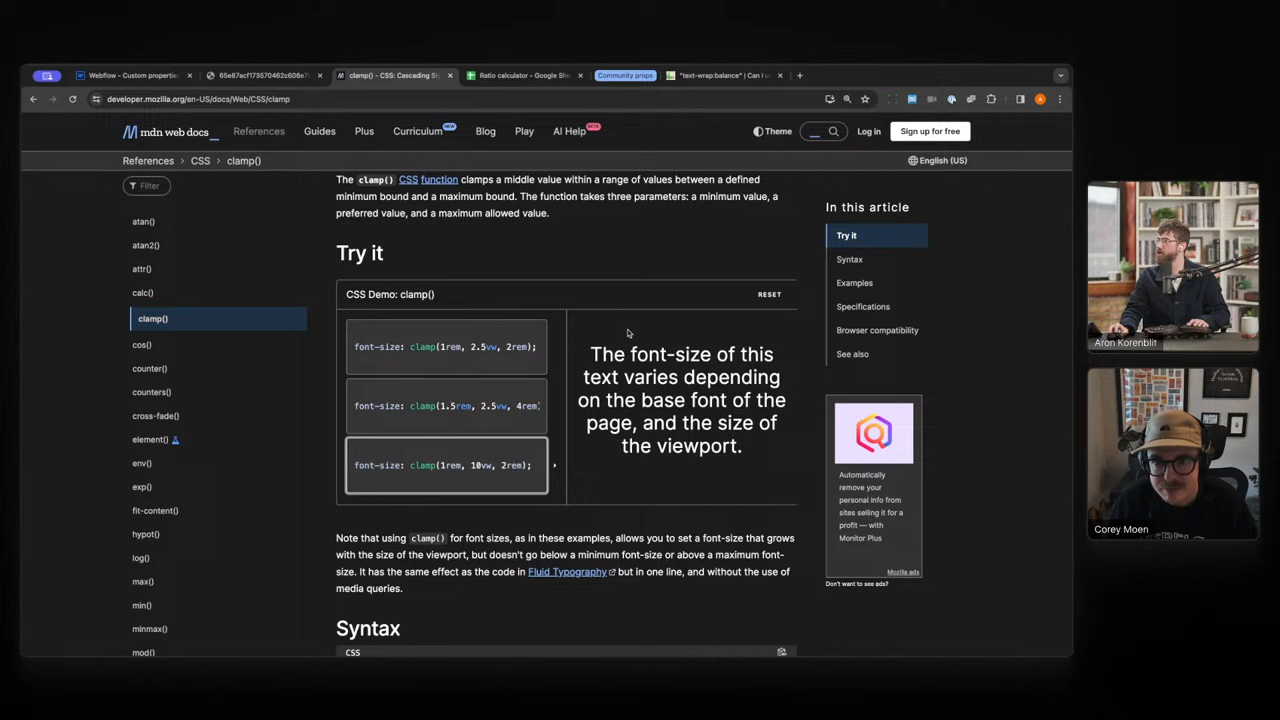 Webflow - Custom propertie
65e87acf173570462c606e7
clamp() - CSS: Cascading St
Ratio calculator - Google She
Community props
"text-wrap:balance" | Can I u
developer.mozilla.org/en-US/docs/Web/CSS/clamp
mdn web docs_
References
Guides
Plus
Curriculum NEW
Blog
Play
AI Help BETA
Theme
Log in
Sign up for free
References > CSS > clamp()
English (US)
Filter
atan()
atan2()
attr()
calc()
clamp()
cos()
counter()
counters()
cross-fade()
element()
env()
exp()
fit-content()
hypot()
log()
max()
min()
minmax()
mod()
The clamp() CSS function clamps a middle value within a range of values between a defined
minimum bound and a maximum bound. The function takes three parameters: a minimum value, a
preferred value, and a maximum allowed value.
Try it
CSS Demo: clamp()
RESET
font-size: clamp(1rem, 2.5vw, 2rem);
font-size: clamp(1.5rem, 2.5vw, 4rem)
font-size: clamp(1rem, 10vw, 2rem);
The font-size of this
text varies depending
on the base font of the
page, and the size of
the viewport.
Note that using clamp() for font sizes, as in these examples, allows you to set a font-size that grows
with the size of the viewport, but doesn't go below a minimum font-size or above a maximum font-
size. It has the same effect as the code in Fluid Typography but in one line, and without the use of
media queries.
Syntax
CSS
In this article
Try it
Syntax
Examples
Specifications
Browser compatibility
See also
Automatically
remove your
personal info from
sites selling it for a
profit — with
Monitor Plus
Mozilla ads
Don't want to see ads?
Aron Korenblit
Corey Moen